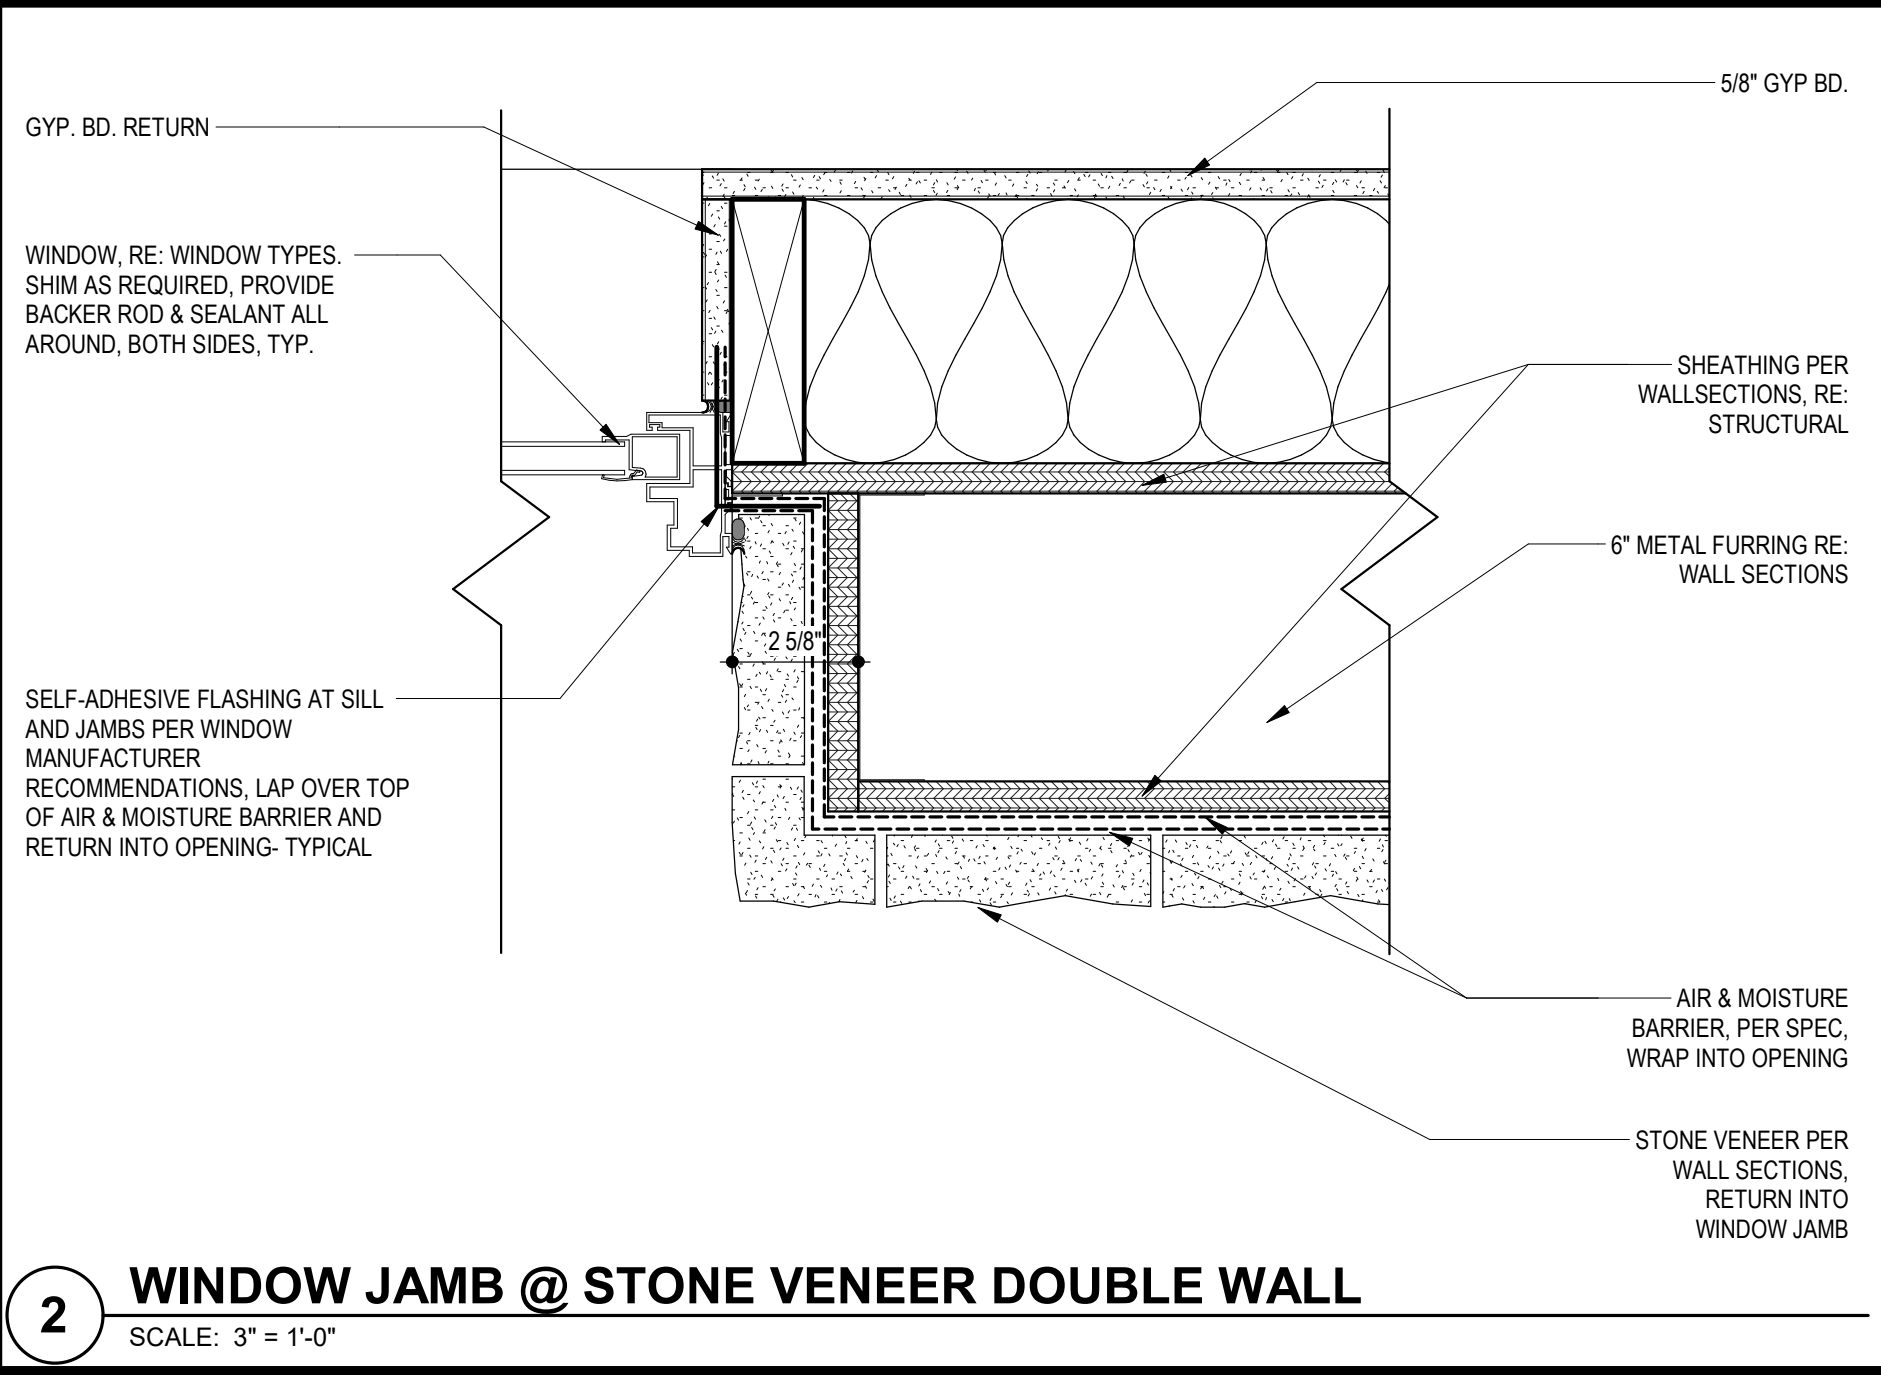 5/8" GYP BD.
GYP. BD. RETURN
WINDOW, RE: WINDOW TYPES.
SHIM AS REQUIRED, PROVIDE
BACKER ROD & SEALANT ALL
AROUND, BOTH SIDES, TYP.
SHEATHING PER
WALLSECTIONS, RE:
STRUCTURAL
6" METAL FURRING RE:
WALL SECTIONS
2 5/8"
SELF-ADHESIVE FLASHING AT SILL
AND JAMBS PER WINDOW
MANUFACTURER
RECOMMENDATIONS, LAP OVER TOP
OF AIR & MOISTURE BARRIER AND
RETURN INTO OPENING- TYPICAL
AIR & MOISTURE
BARRIER, PER SPEC,
WRAP INTO OPENING
STONE VENEER PER
WALL SECTIONS,
RETURN INTO
WINDOW JAMB
2
WINDOW JAMB @ STONE VENEER DOUBLE WALL
SCALE: 3" = 1'-0"